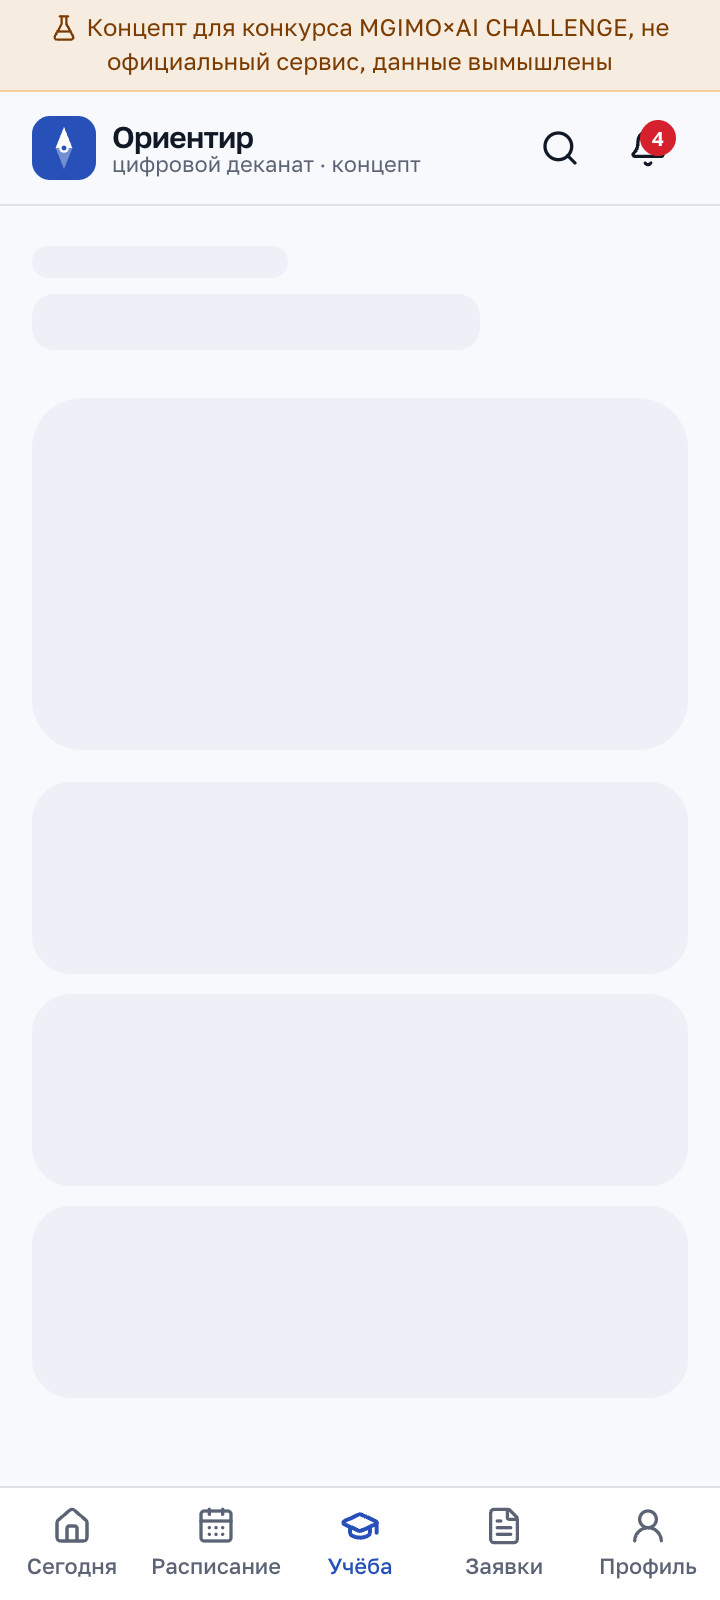 Концепт для конкурса MGIMO×AI CHALLENGE, не
официальный сервис, данные вымышлены
Ориентир
цифровой деканат · концепт
4
Сегодня
Расписание
Учёба
Заявки
Профиль